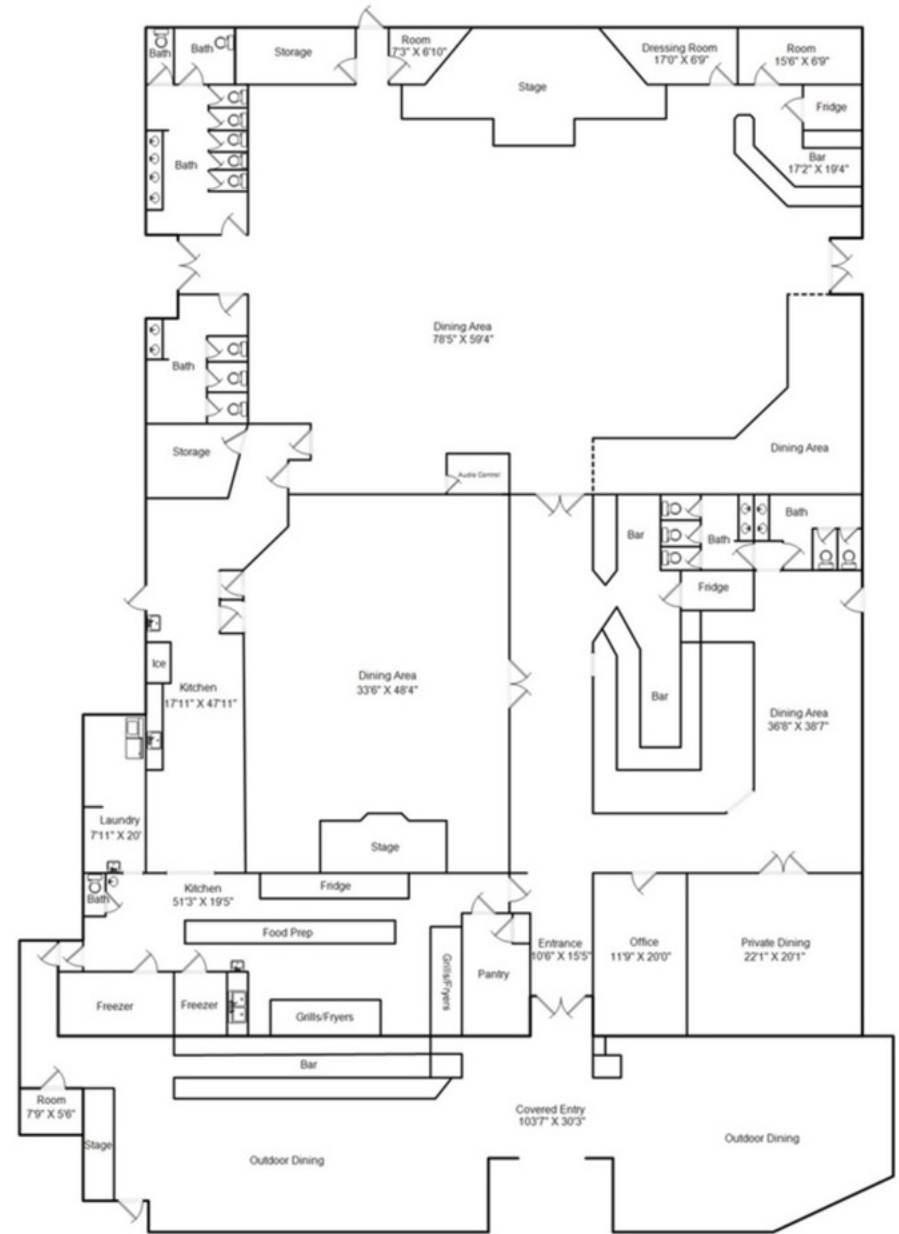 Bath
Bath
Storage
Room
7'3" X 6'10"
Stage
Dressing Room
17'0" X 6'9"
Room
15'6" X 6'9"
Fridge
Bar
17'2" X 19'4"
Bath
Dining Area
78'5" X 59'4"
Bath
Storage
Audio Control
Dining Area
Bar
Bath
Bath
Fridge
Ice
Kitchen
17'11" X 47'11"
Dining Area
33'6" X 48'4"
Bar
Dining Area
36'8" X 38'7"
Laundry
7'11" X 20'
Stage
Bath
Kitchen
51'3" X 19'5"
Fridge
Food Prep
Grills/Fryers
Pantry
Entrance
10'6" X 15'5"
Office
11'9" X 20'0"
Private Dining
22'1" X 20'1"
Freezer
Freezer
Grills/Fryers
Bar
Room
7'9" X 5'6"
Stage
Covered Entry
103'7" X 30'3"
Outdoor Dining
Outdoor Dining